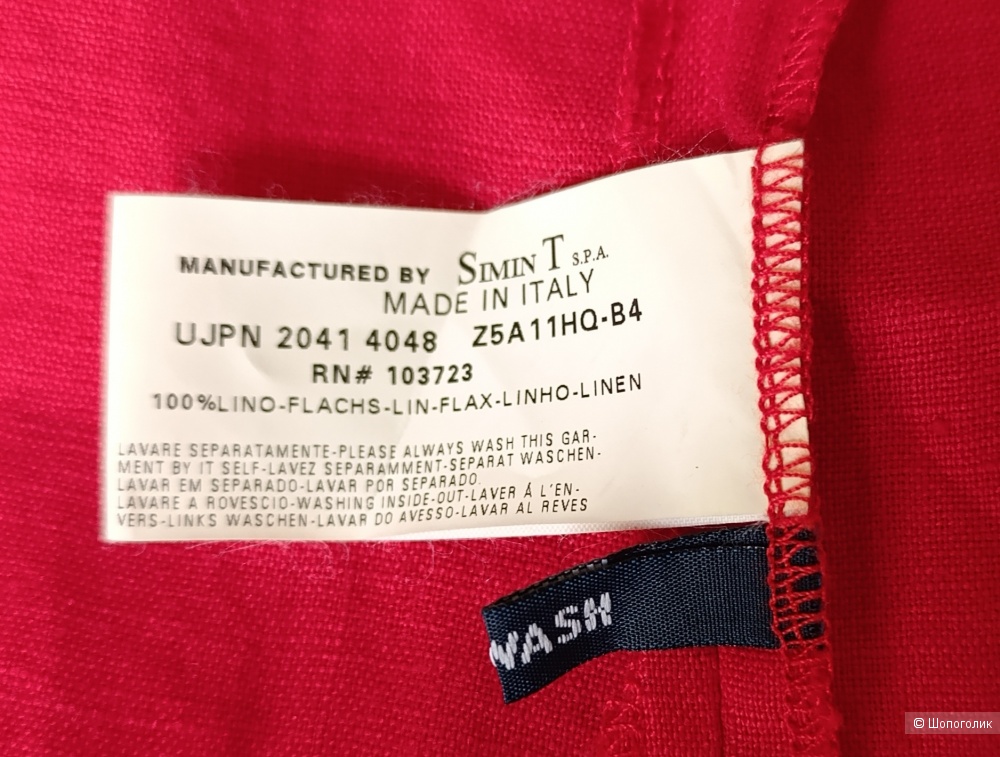 MANUFACTURED BY SIMIN T S.P.A.
MADE IN ITALY
UJPN 2041 4048 Z5A11HQ-B4
RN# 103723
100%LINO-FLACHS-LIN-FLAX-LINHO-LINEN
LAVARE SEPARATAMENTE-PLEASE ALWAYS WASH THIS GAR-
MENT BY IT SELF-LAVEZ SEPARAMMENT-SEPARAT WASCHEN-
LAVAR EM SEPARADO-LAVAR POR SEPARADO.
LAVARE A ROVESCIO-WASHING INSIDE-OUT-LAVER Á L'EN-
VERS-LINKS WASCHEN-LAVAR DO AVESSO-LAVAR AL REVES
WASH
© Шопоголик